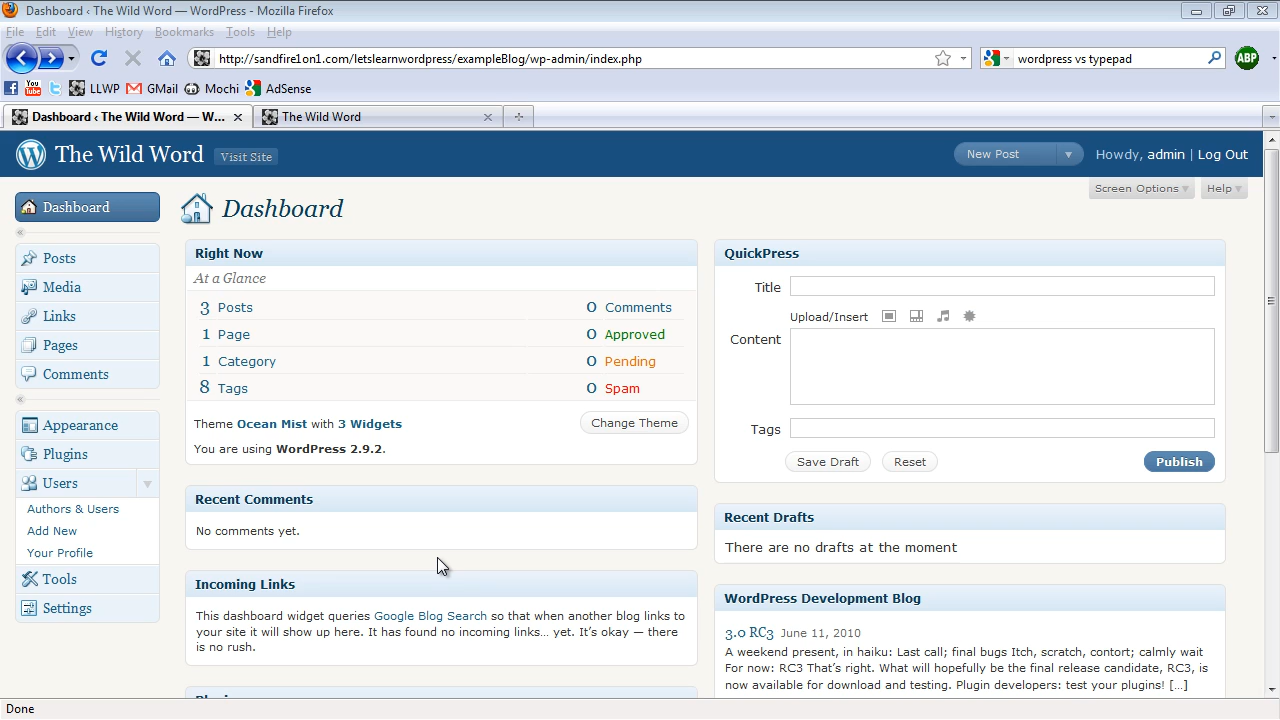 Dashboard ‹ The Wild Word — WordPress - Mozilla Firefox
File Edit View History Bookmarks Tools Help
http://sandfire1on1.com/letslearnwordpress/exampleBlog/wp-admin/index.php
wordpress vs typepad
ABP
You Tube
LLWP GMail Mochi AdSense
Dashboard ‹ The Wild Word — W...
The Wild Word
The Wild Word Visit Site
New Post
Howdy, admin | Log Out
Screen Options Help
Dashboard
Posts
Media
Links
Pages
Comments
Appearance
Plugins
Users
Authors & Users
Add New
Your Profile
Tools
Settings
Dashboard
Right Now
At a Glance
3 Posts 0 Comments
1 Page 0 Approved
1 Category 0 Pending
8 Tags 0 Spam
Theme Ocean Mist with 3 Widgets Change Theme
You are using WordPress 2.9.2.
Recent Comments
No comments yet.
Incoming Links
This dashboard widget queries Google Blog Search so that when another blog links to
your site it will show up here. It has found no incoming links… yet. It’s okay — there
is no rush.
QuickPress
Title
Upload/Insert
Content
Tags
Save Draft Reset Publish
Recent Drafts
There are no drafts at the moment
WordPress Development Blog
3.0 RC3 June 11, 2010
A weekend present, in haiku: Last call; final bugs Itch, scratch, contort; calmly wait
For now: RC3 That’s right. What will hopefully be the final release candidate, RC3, is
now available for download and testing. Plugin developers: test your plugins! […]
Done